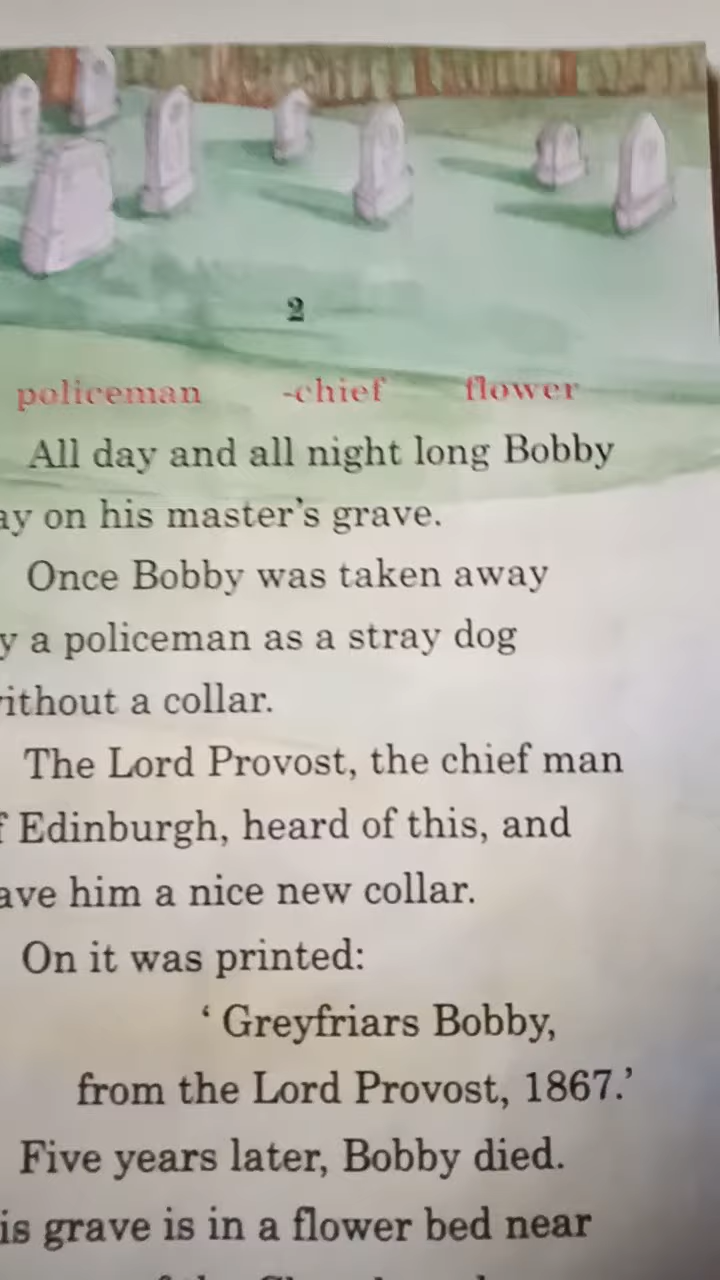 2
policeman -chief flower
All day and all night long Bobby
ay on his master's grave.
Once Bobby was taken away
y a policeman as a stray dog
ithout a collar.
The Lord Provost, the chief man
f Edinburgh, heard of this, and
ave him a nice new collar.
On it was printed:
‘ Greyfriars Bobby,
from the Lord Provost, 1867.’
Five years later, Bobby died.
is grave is in a flower bed near